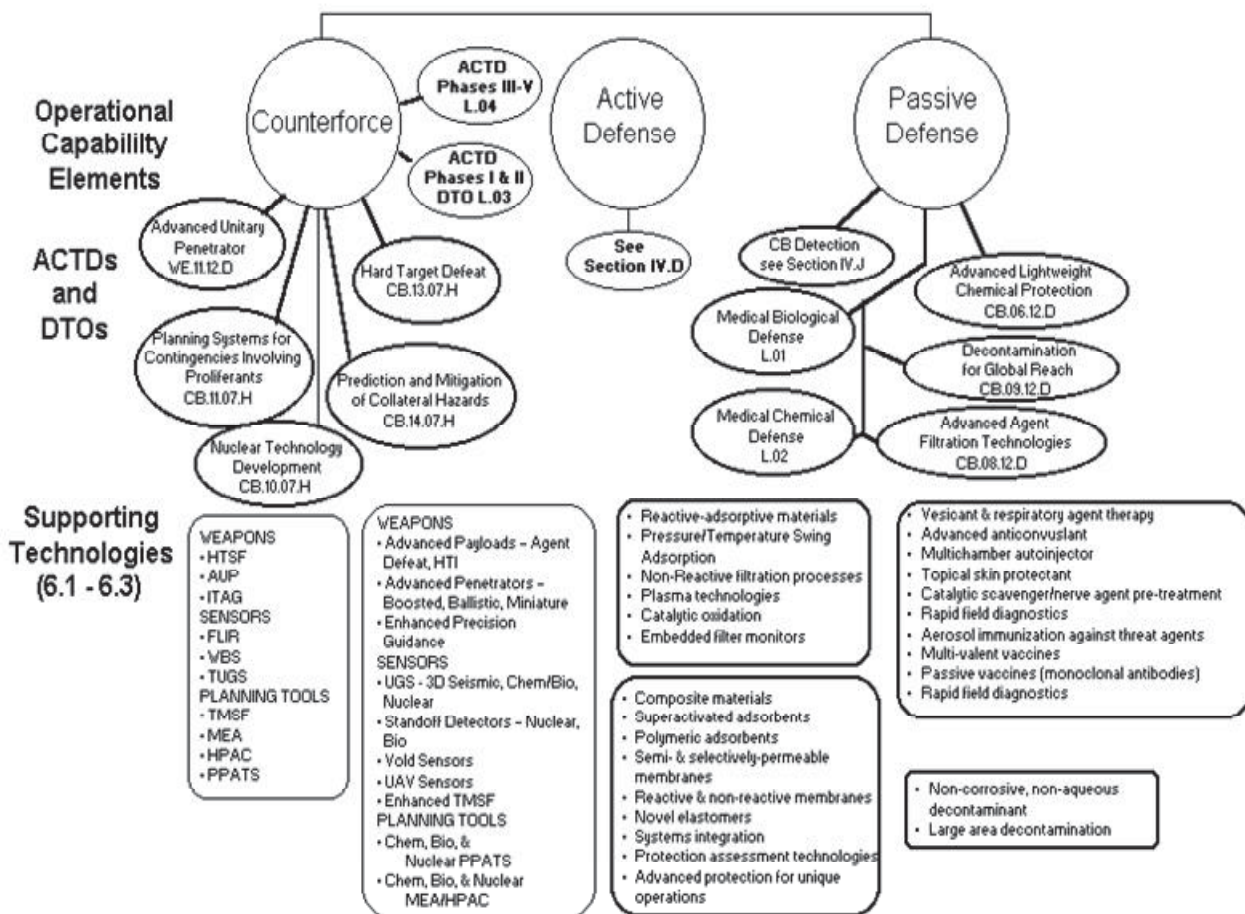 Operational
Capablility
Elements
Counterforce
ACTD
Phases III-V
L.04
ACTD
Phases I & II
DTO L.03
Active
Defense
Passive
Defense
ACTDs
and
DTOs
Advanced Unitary
Penetrator
WE.11.12.D
Hard Target Defeat
CB.13.07.H
Planning Systems for
Contingencies Involving
Proliferants
CB.11.07.H
Prediction and Mitigation
of Collateral Hazards
CB.14.07.H
Nuclear Technology
Development
CB.10.07.H
See
Section IV.D
CB Detection
see Section IV.J
Advanced Lightweight
Chemical Protection
CB.06.12.D
Medical Biological
Defense
L.01
Decontamination
for Global Reach
CB.09.12.D
Medical Chemical
Defense
L.02
Advanced Agent
Filtration Technologies
CB.08.12.D
Supporting
Technologies
(6.1 - 6.3)
WEAPONS
• HTSF
• AUP
• ITAG
SENSORS
• FLIR
• WBS
• TUGS
PLANNING TOOLS
- TMSF
• MEA
• HPAC
• PPATS
WEAPONS
• Advanced Payloads – Agent
Defeat, HTI
• Advanced Penetrators –
Boosted, Ballistic, Miniature
• Enhanced Precision
Guidance
SENSORS
• UGS - 3D Seismic, Chem/Bio,
Nuclear
• Standoff Detectors – Nuclear,
Bio
• Vold Sensors
• UAV Sensors
• Enhanced TMSF
PLANNING TOOLS
• Chem, Bio, &
Nuclear PPATS
• Chem, Bio, & Nuclear
MEA/HPAC
• Reactive-adsorptive materials
• Pressure/Temperature Swing
Adsorption
• Non-Reactive filtration processes
• Plasma technologies
• Catalytic oxidation
• Embedded filter monitors
• Composite materials
• Superactivated adsorbents
• Polymeric adsorbents
• Semi- & selectively-permeable
membranes
• Reactive & non-reactive membranes
• Novel elastomers
• Systems integration
• Protection assessment technologies
• Advanced protection for unique
operations
• Vesicant & respiratory agent therapy
• Advanced anticonvuslant
• Multichamber autoinjector
• Topical skin protectant
• Catalytic scavenger/nerve agent pre-treatment
• Rapid field diagnostics
• Aerosol immunization against threat agents
• Multi-valent vaccines
• Passive vaccines (monoclonal antibodies)
• Rapid field diagnostics
• Non-corrosive, non-aqueous
decontaminant
• Large area decontamination